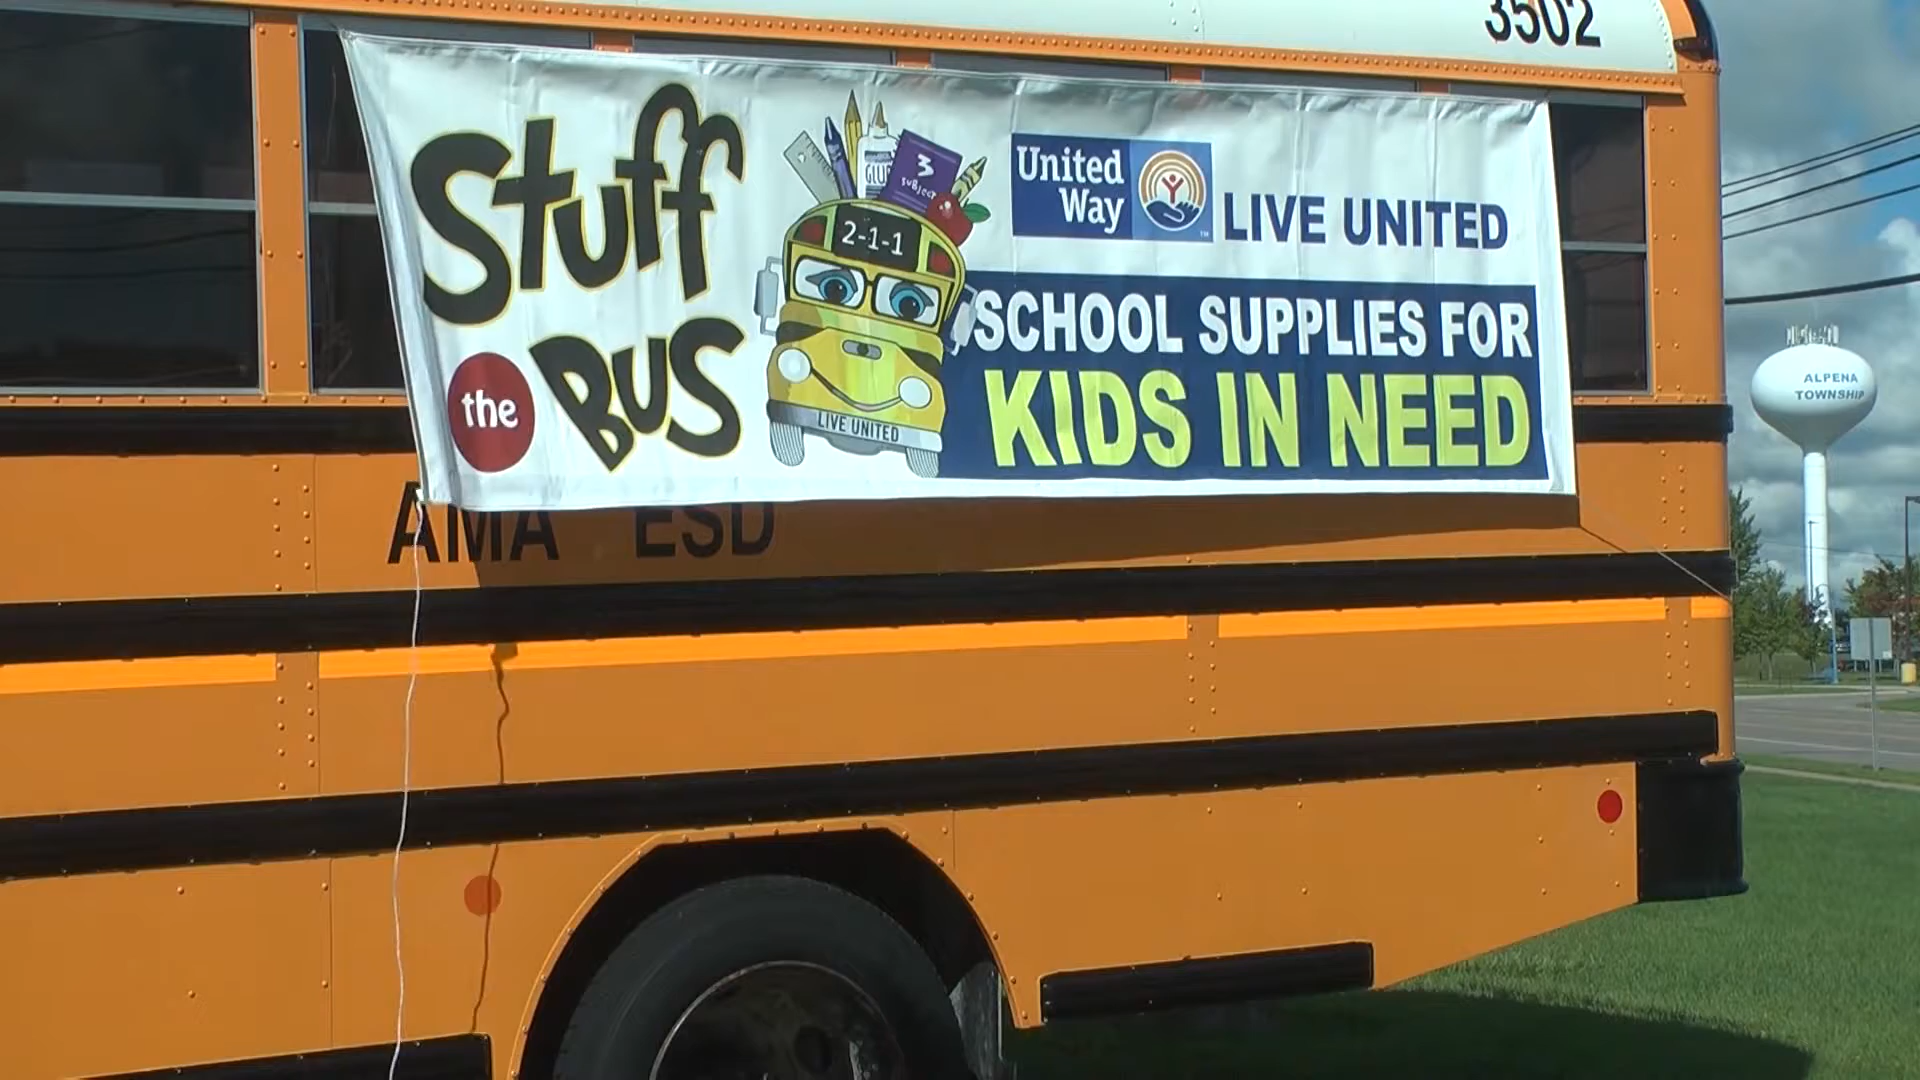 3502
Stuff
the BUS
GLUE
3
SUBJECT
2-1-1
LIVE UNITED
United
Way
LIVE UNITED
SCHOOL SUPPLIES FOR
KIDS IN NEED
AMA ESD
ALPENA
TOWNSHIP